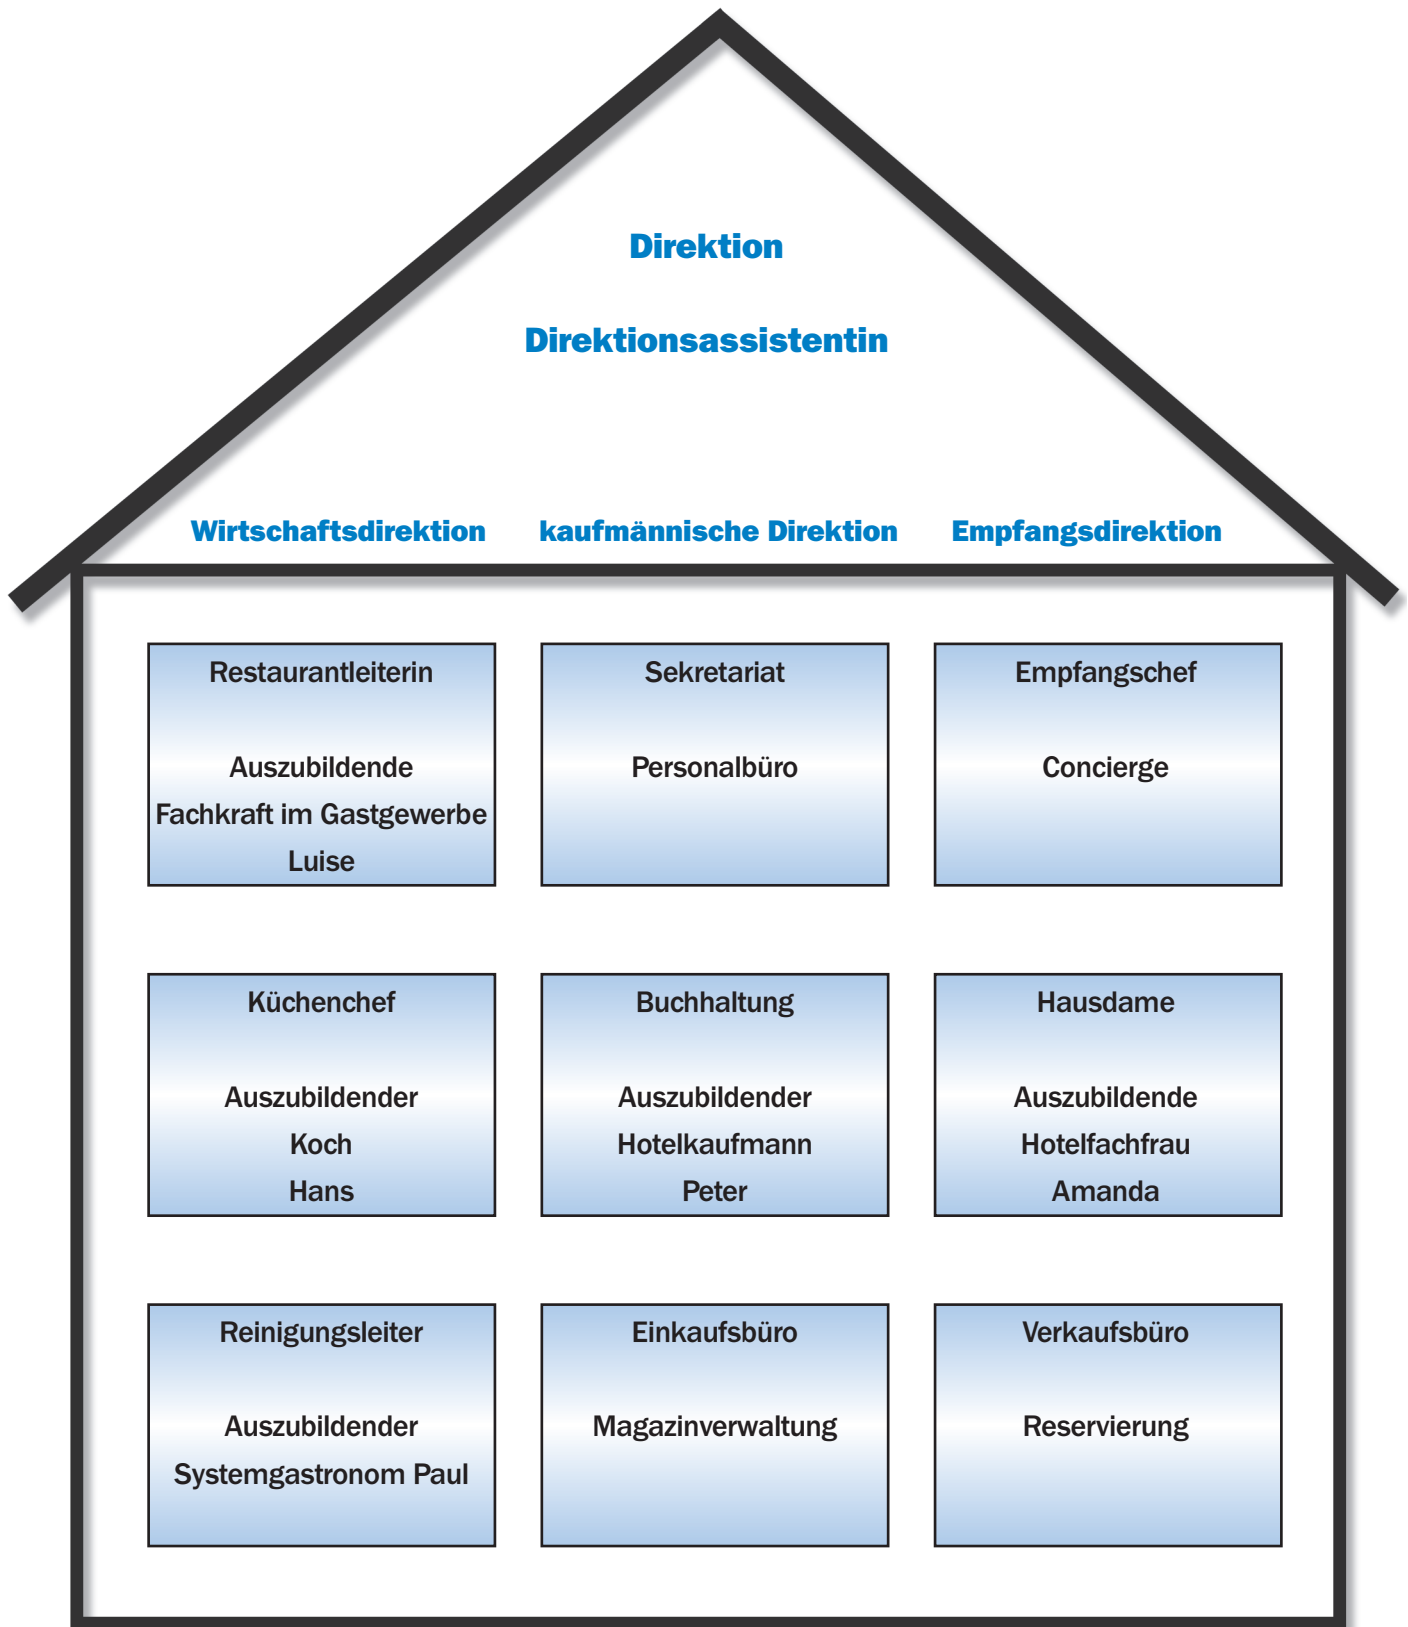 Direktion
Direktionsassistentin
Wirtschaftsdirektion
kaufmännische Direktion
Empfangsdirektion
Restaurantleiterin
Auszubildende
Fachkraft im Gastgewerbe
Luise
Sekretariat
Personalbüro
Empfangschef
Concierge
Küchenchef
Auszubildender
Koch
Hans
Buchhaltung
Auszubildender
Hotelkaufmann
Peter
Hausdame
Auszubildende
Hotelfachfrau
Amanda
Reinigungsleiter
Auszubildender
Systemgastronom Paul
Einkaufsbüro
Magazinverwaltung
Verkaufsbüro
Reservierung